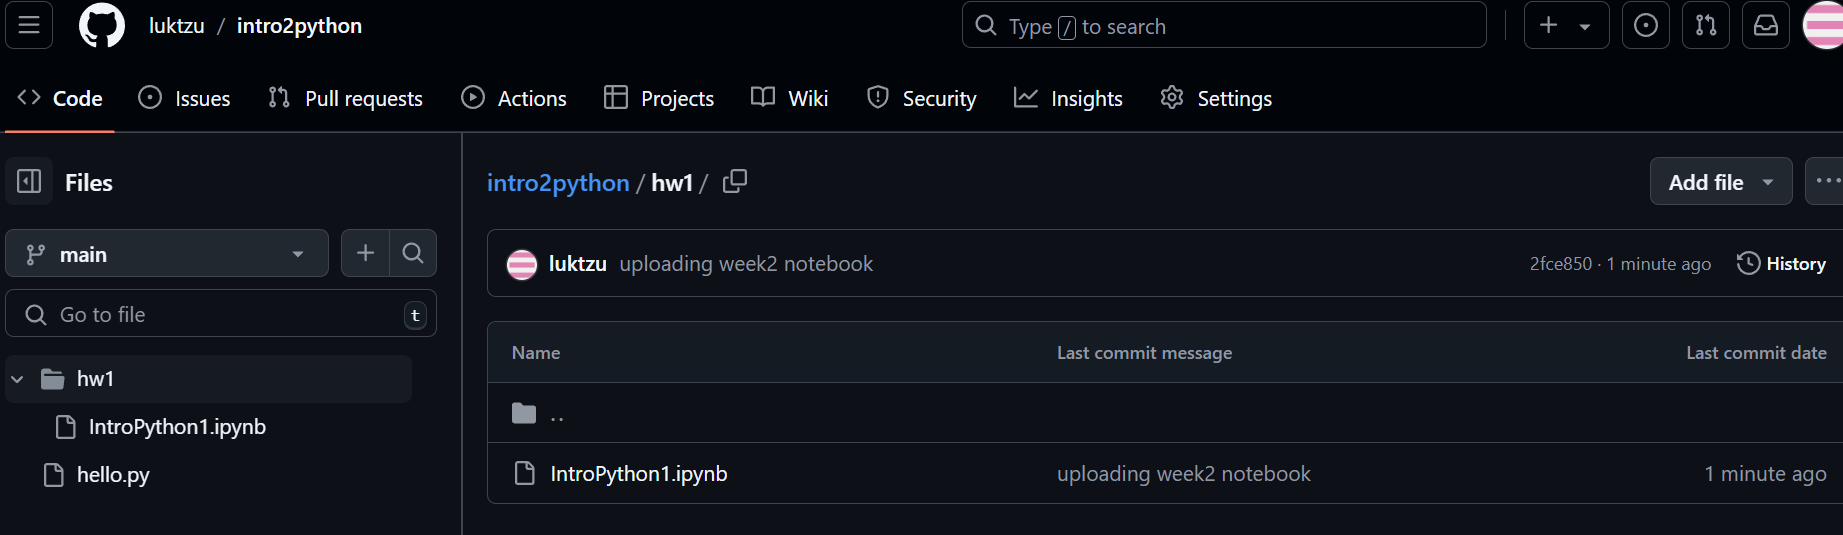 luktzu / intro2python
Type / to search
Code Issues Pull requests Actions Projects Wiki Security Insights Settings
Files
main
Go to file t
hw1
IntroPython1.ipynb
hello.py
intro2python / hw1 /
Add file
luktzu uploading week2 notebook 2fce850 · 1 minute ago History
Name Last commit message Last commit date
..
IntroPython1.ipynb uploading week2 notebook 1 minute ago